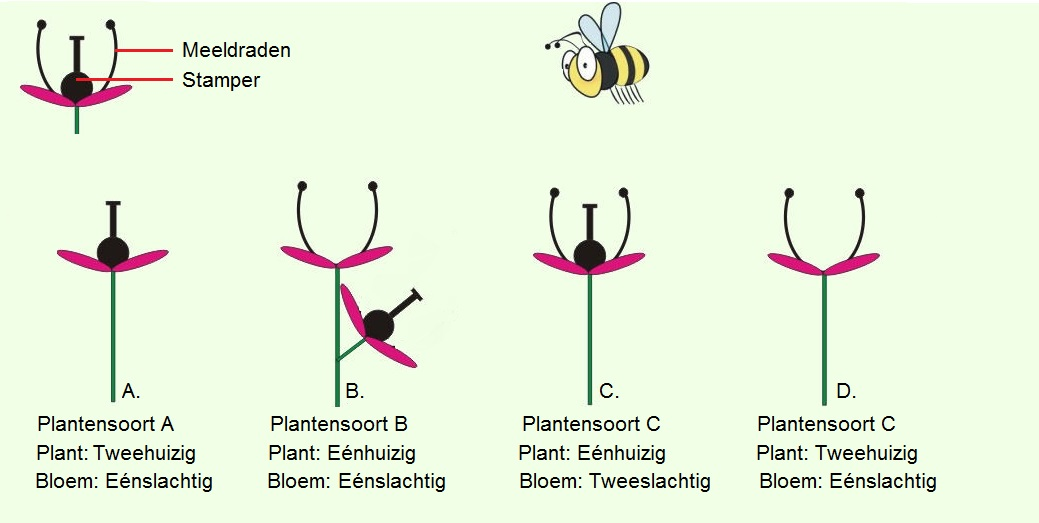 Meeldraden
Stamper
A.
Plantensoort A
Plant: Tweehuizig
Bloem: Eénslachtig
B.
Plantensoort B
Plant: Eénhuizig
Bloem: Eénslachtig
C.
Plantensoort C
Plant: Eénhuizig
Bloem: Tweeslachtig
D.
Plantensoort C
Plant: Tweehuizig
Bloem: Eénslachtig